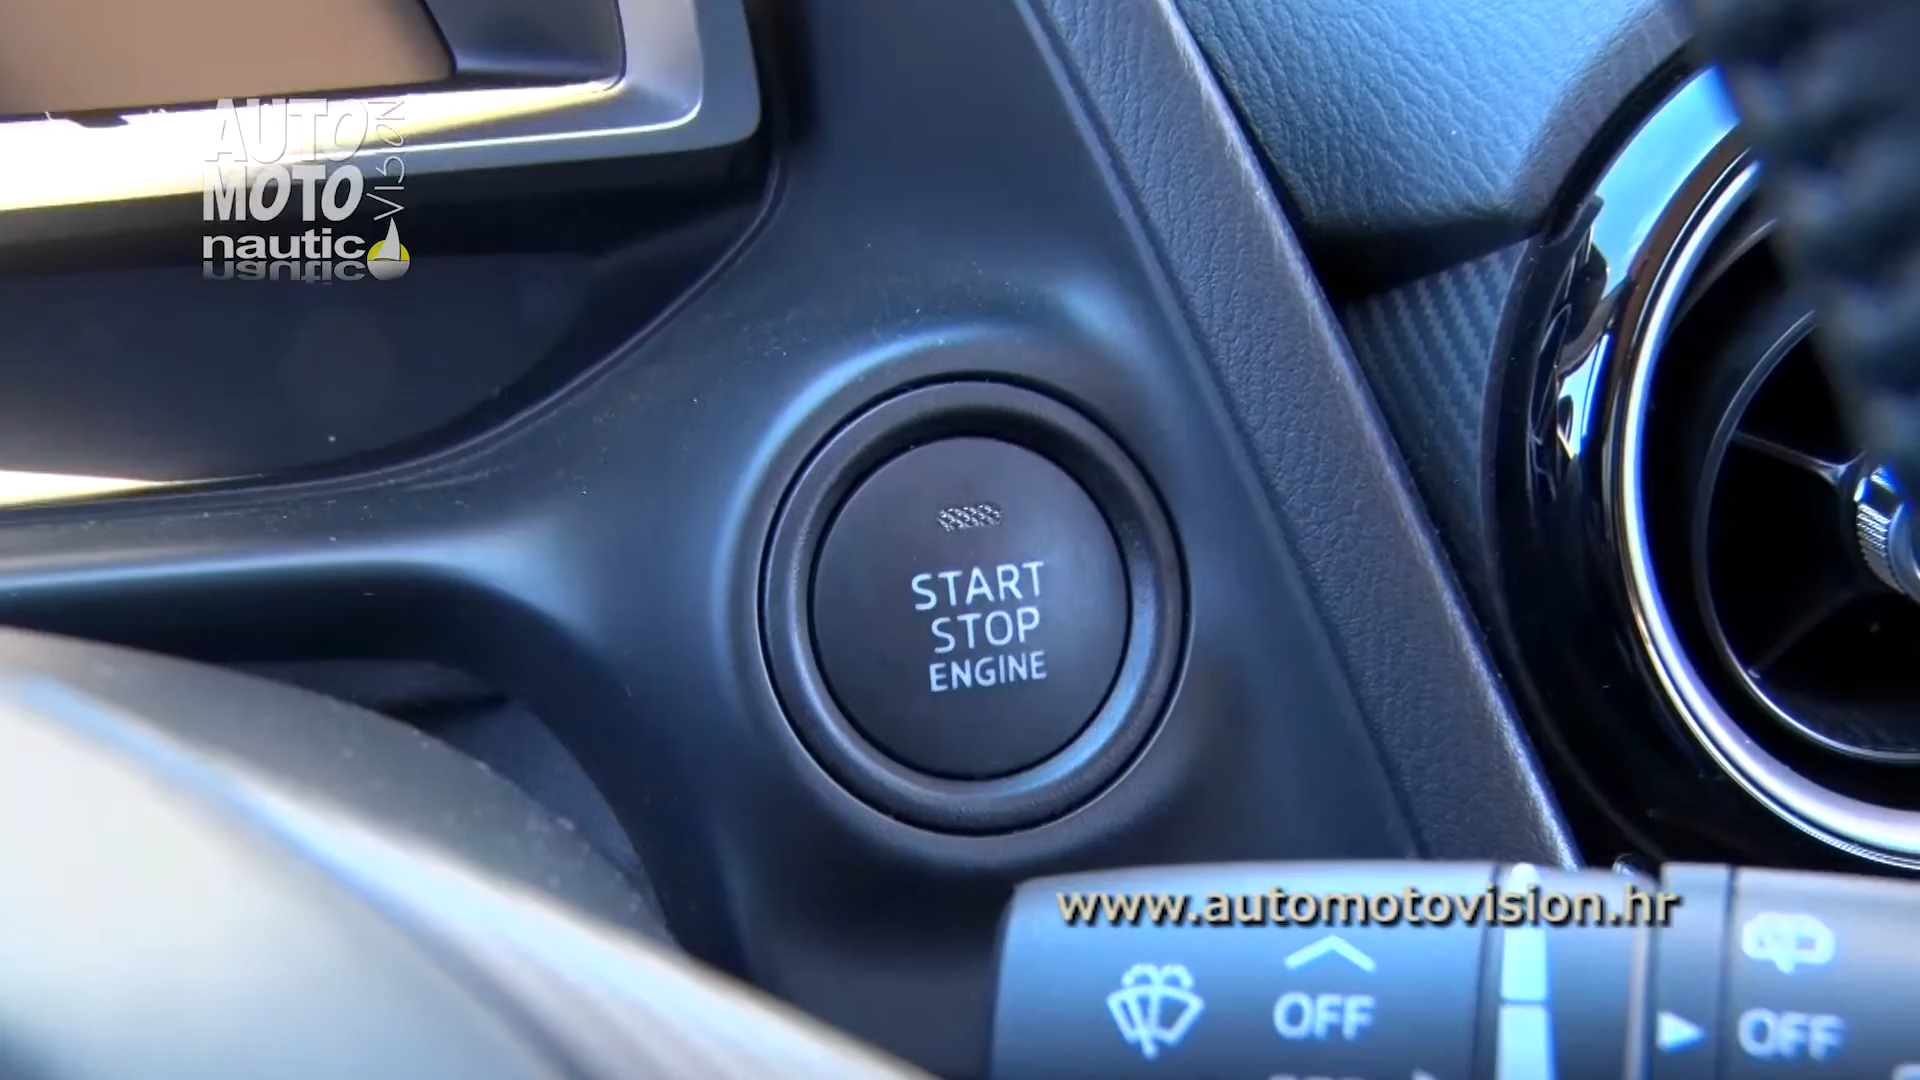 AUTO
MOTO
VISION
nautic
START
STOP
ENGINE
www.automotovision.hr
OFF
OFF